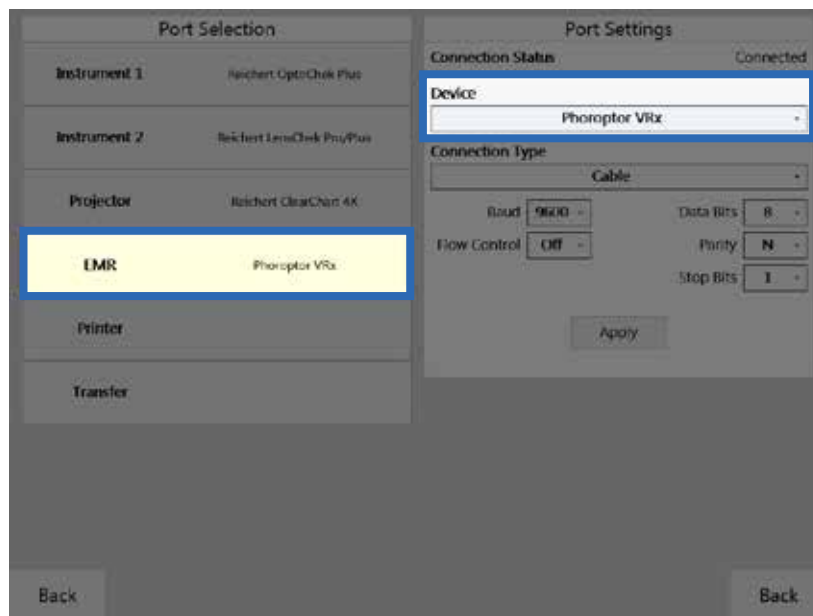 Port Selection
Instrument 1 Reichert OptoChek Plus
Instrument 2 Reichert LensChek Pro/Plus
Projector Reichert ClearChart 4X
EMR Phoroptor VRx
Printer
Transfer
Port Settings
Connection Status Connected
Device
Phoroptor VRx
Connection Type
Cable
Baud 9600 Data Bits 8
Flow Control Off Parity N
Stop Bits 1
Apply
Back Back